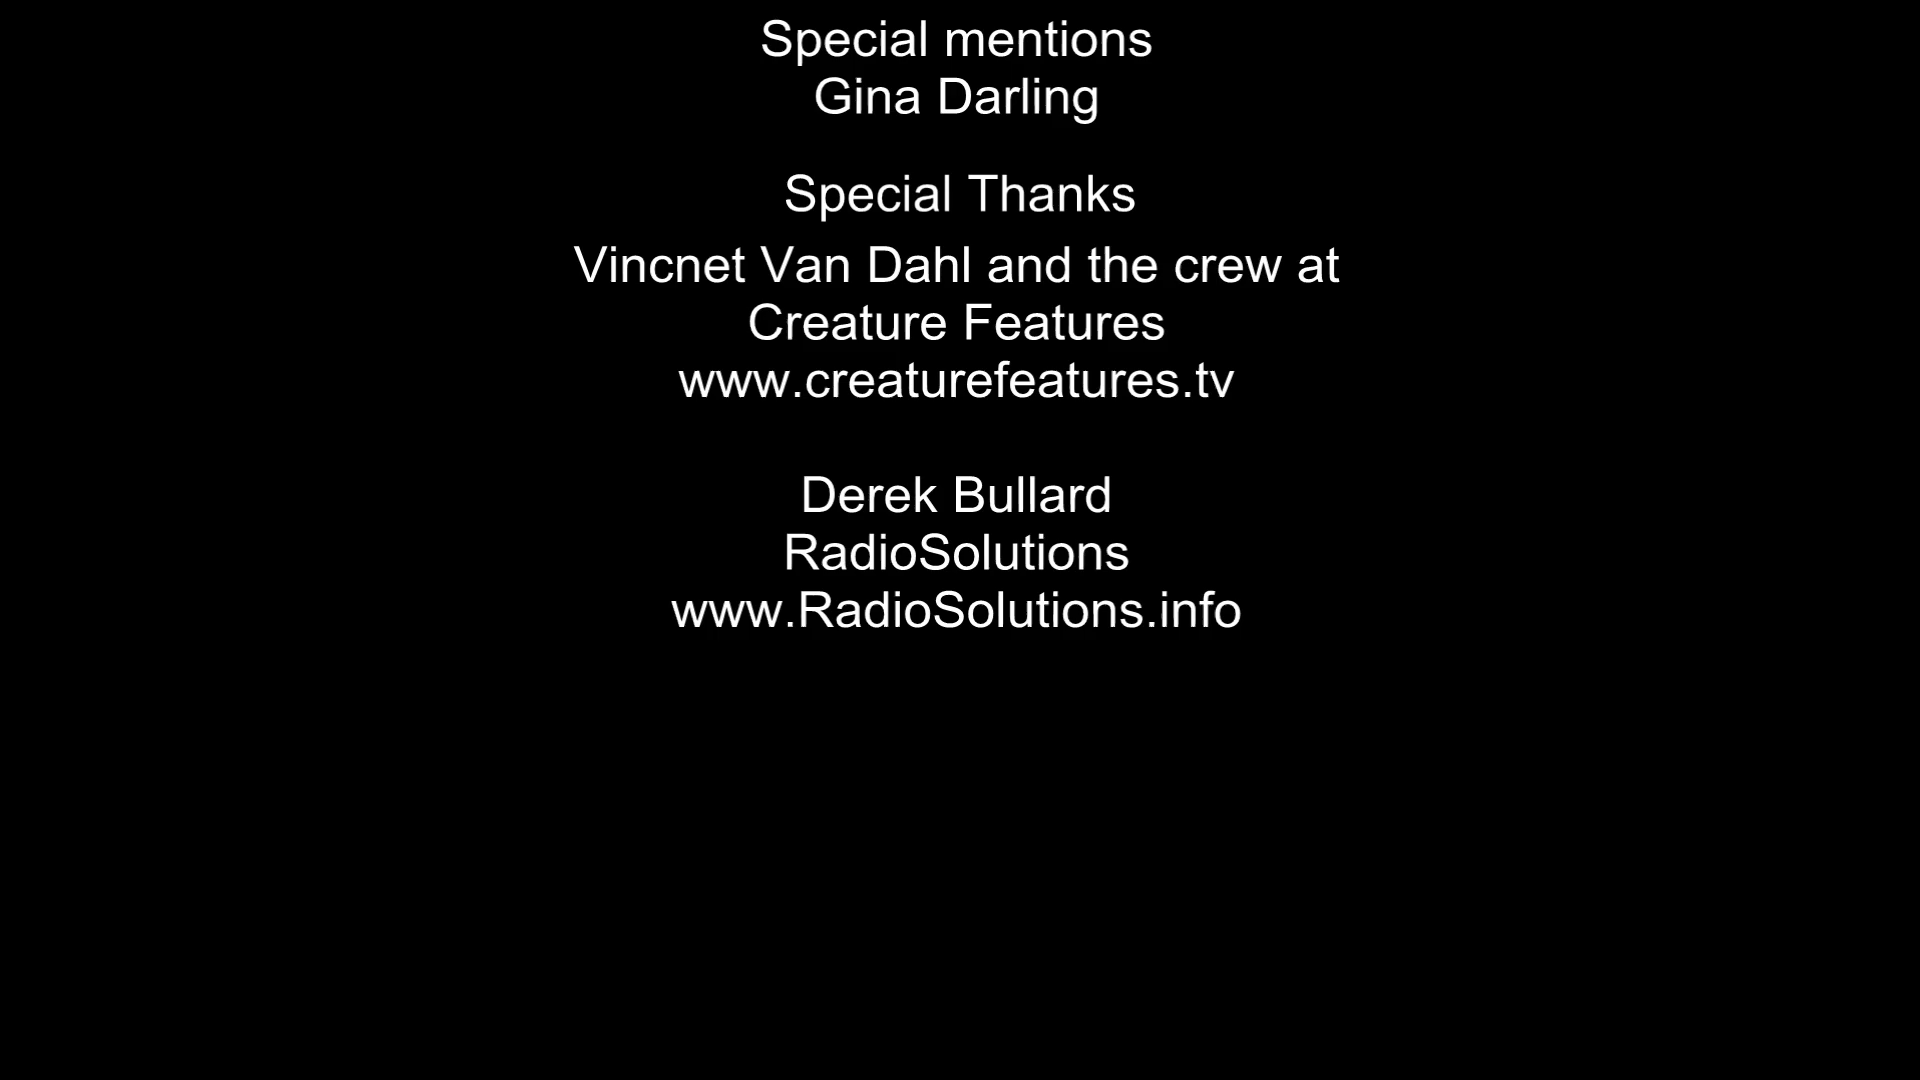 Special mentions
Gina Darling
Special Thanks
Vincnet Van Dahl and the crew at
Creature Features
www.creaturefeatures.tv
Derek Bullard
RadioSolutions
www.RadioSolutions.info